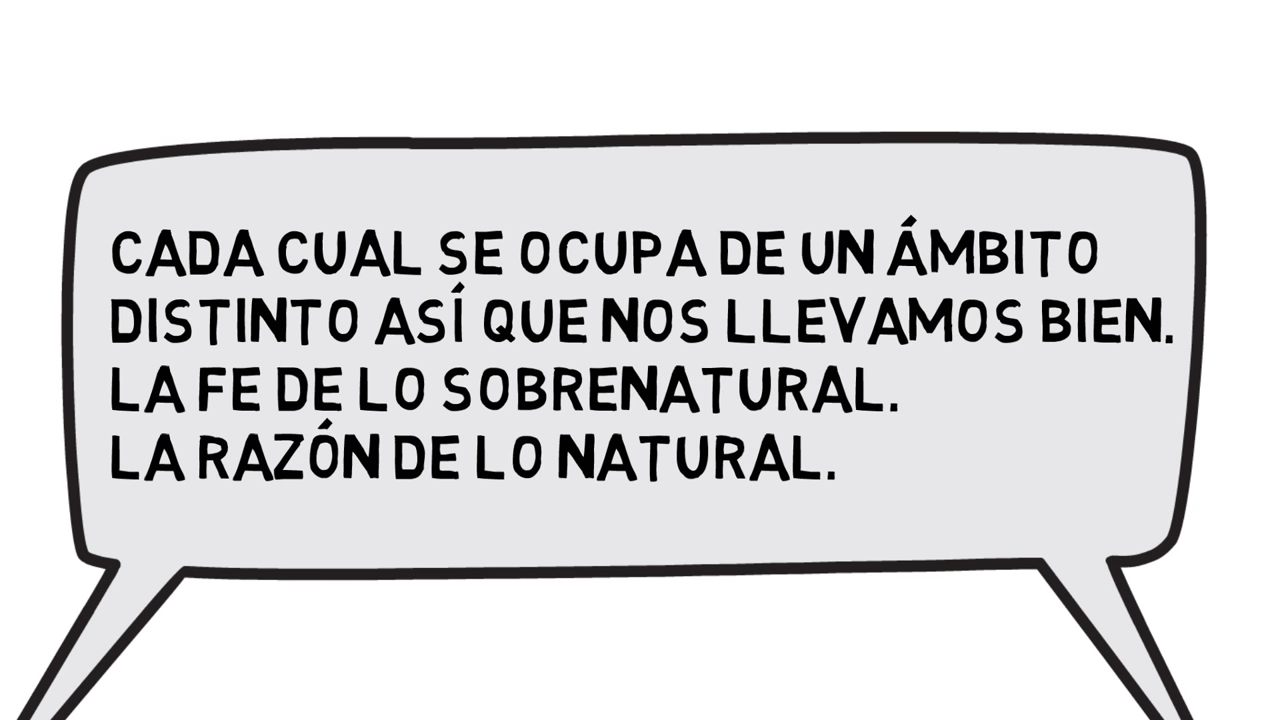 CADA CUAL SE OCUPA DE UN ÁMBITO
DISTINTO ASÍ QUE NOS LLEVAMOS BIEN.
LA FE DE LO SOBRENATURAL.
LA RAZÓN DE LO NATURAL.